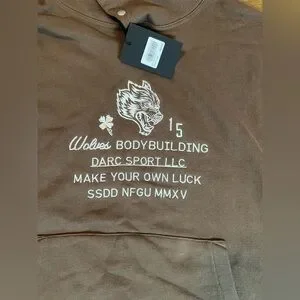 15
Wolves BODYBUILDING
DARC SPORT LLC
MAKE YOUR OWN LUCK
SSDD NFGU MMXV